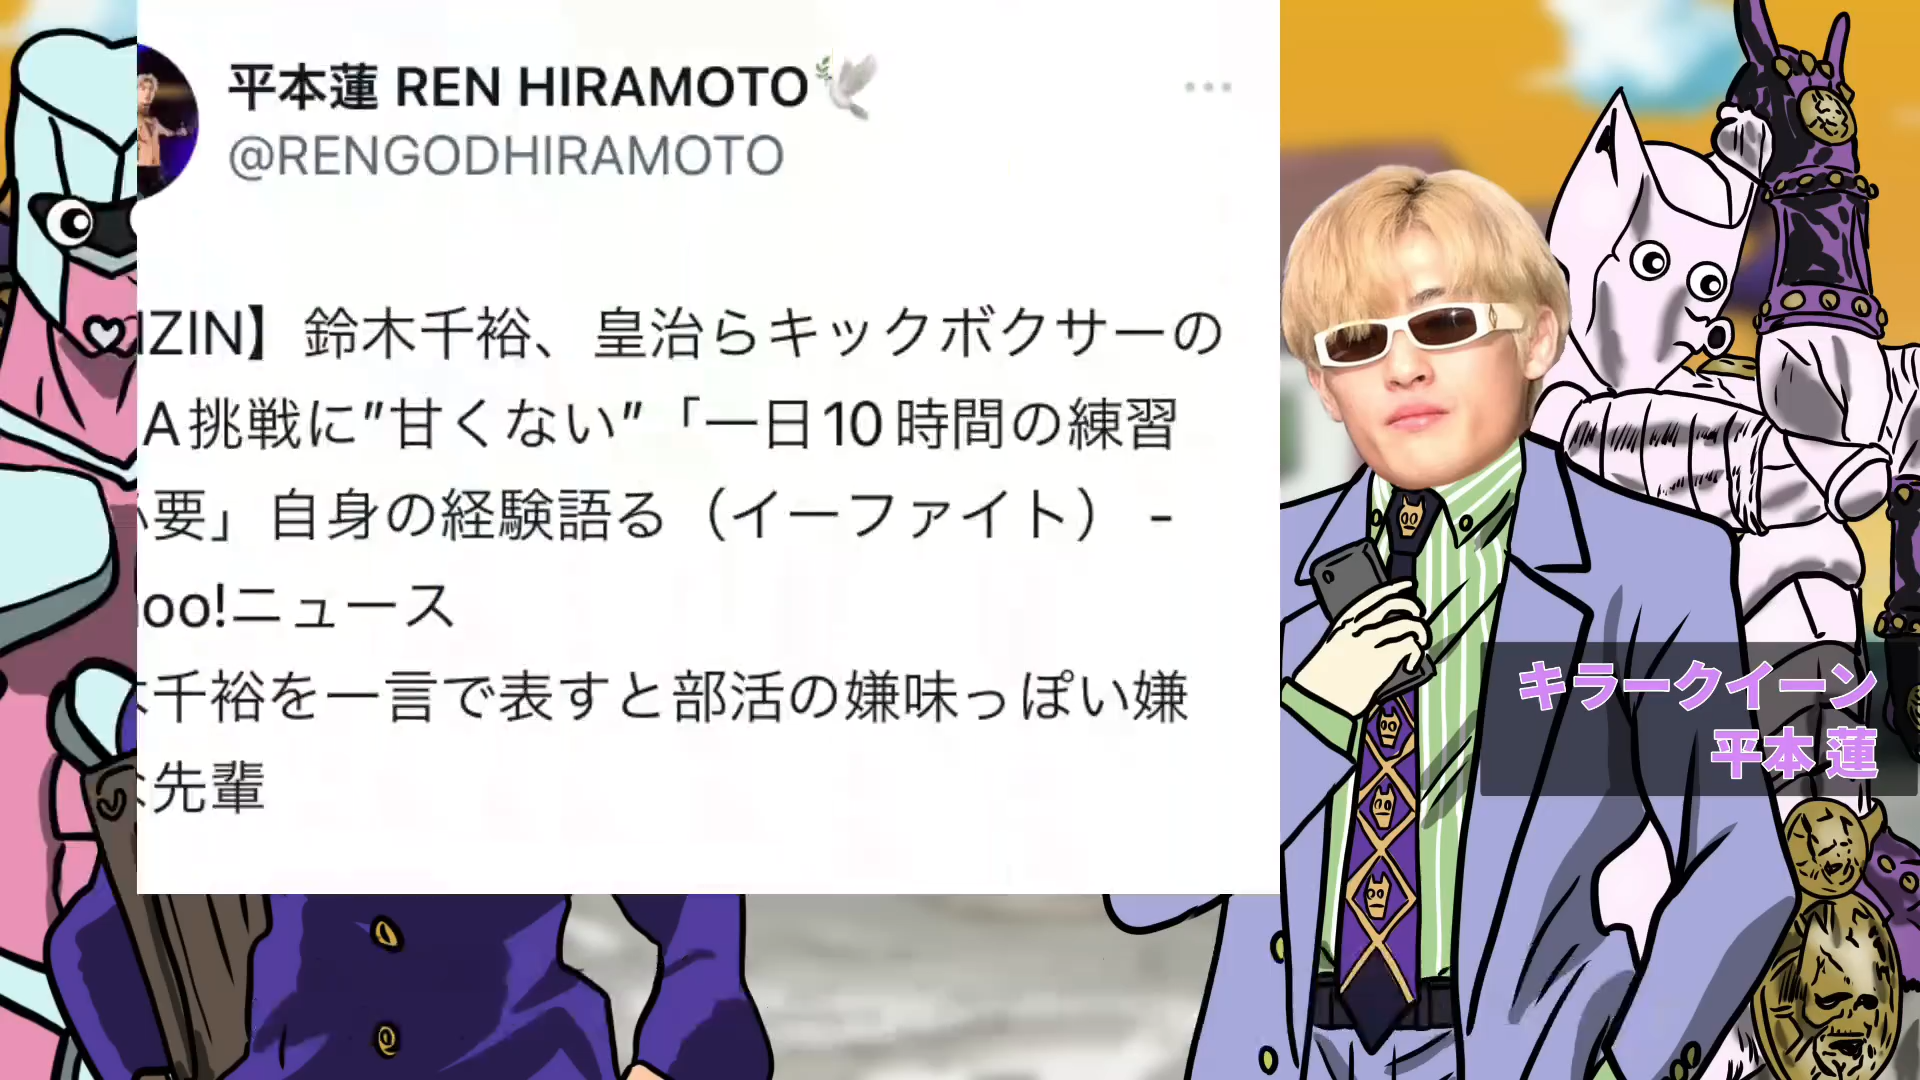 平本蓮 REN HIRAMOTO🕊
@RENGODHIRAMOTO
IZIN】鈴木千裕、皇治らキックボクサーの
A挑戦に”甘くない”「一日10時間の練習
要」自身の経験語る（イーファイト） -
oo!ニュース
千裕を一言で表すと部活の嫌味っぽい嫌
先輩
キラークイーン
平本 蓮